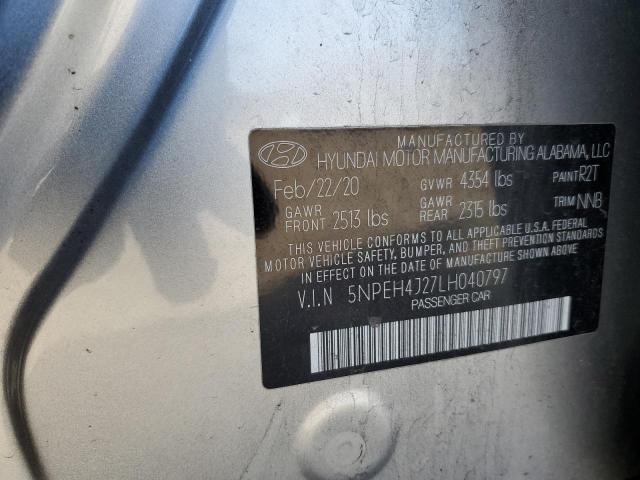 MANUFACTURED BY
HYUNDAI MOTOR MANUFACTURING ALABAMA, LLC
Feb/22/20 GVWR 4354 lbs PAINT R2T
GAWR FRONT 2513 lbs GAWR REAR 2315 lbs TRIM NNB
THIS VEHICLE CONFORMS TO ALL APPLICABLE U.S.A. FEDERAL
MOTOR VEHICLE SAFETY, BUMPER, AND THEFT PREVENTION STANDARDS
IN EFFECT ON THE DATE OF MANUFACTURE SHOWN ABOVE.
V.I.N 5NPEH4J27LH040797
PASSENGER CAR